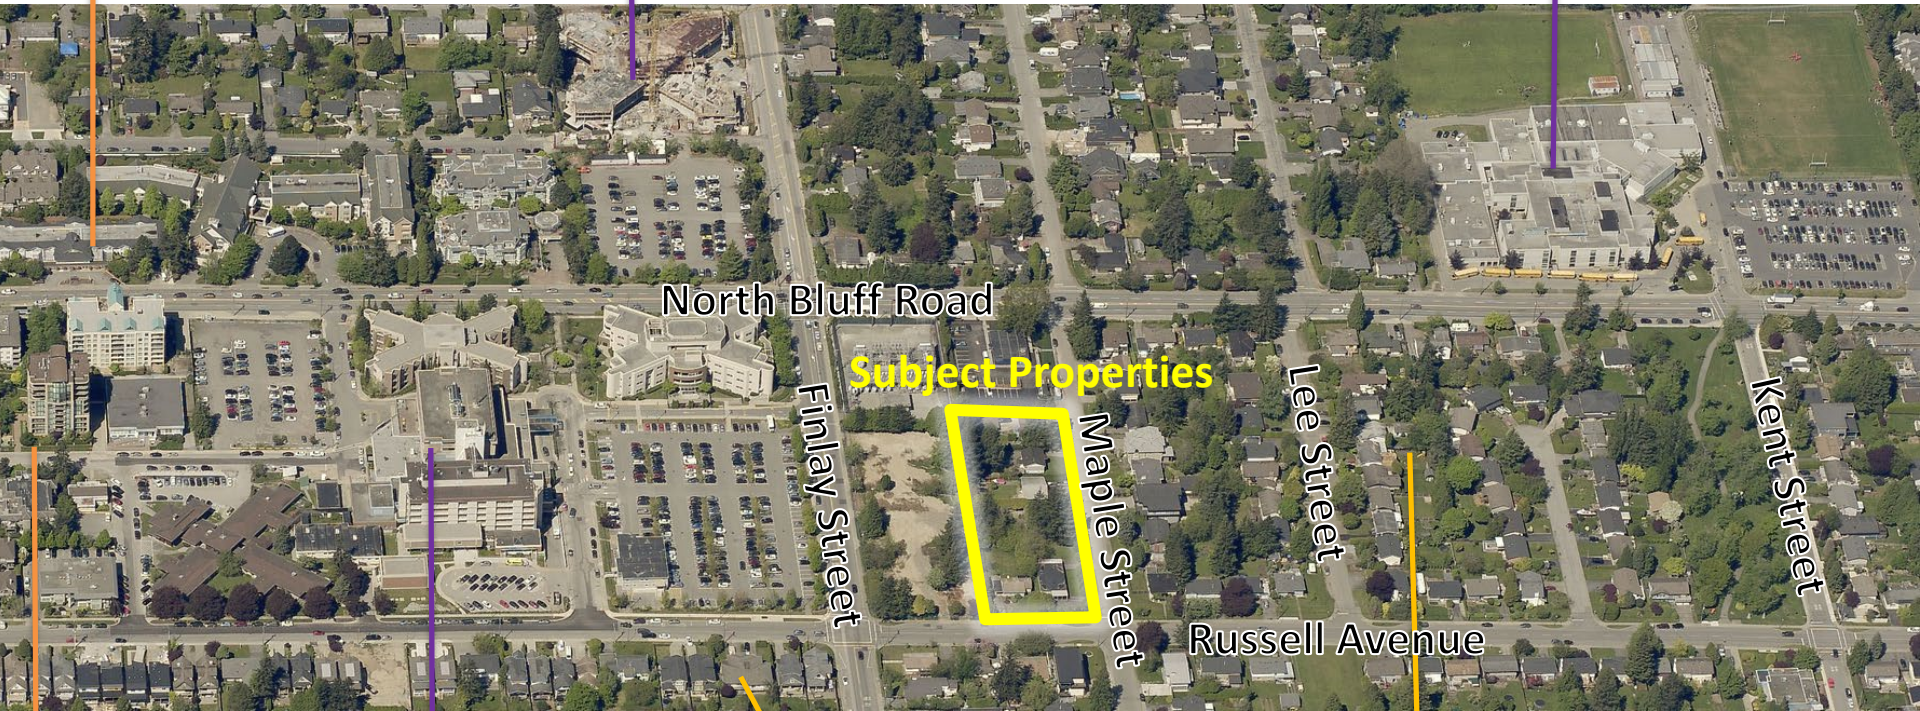 North Bluff Road
Subject Properties
Finlay Street
Maple Street
Lee Street
Kent Street
Russell Avenue